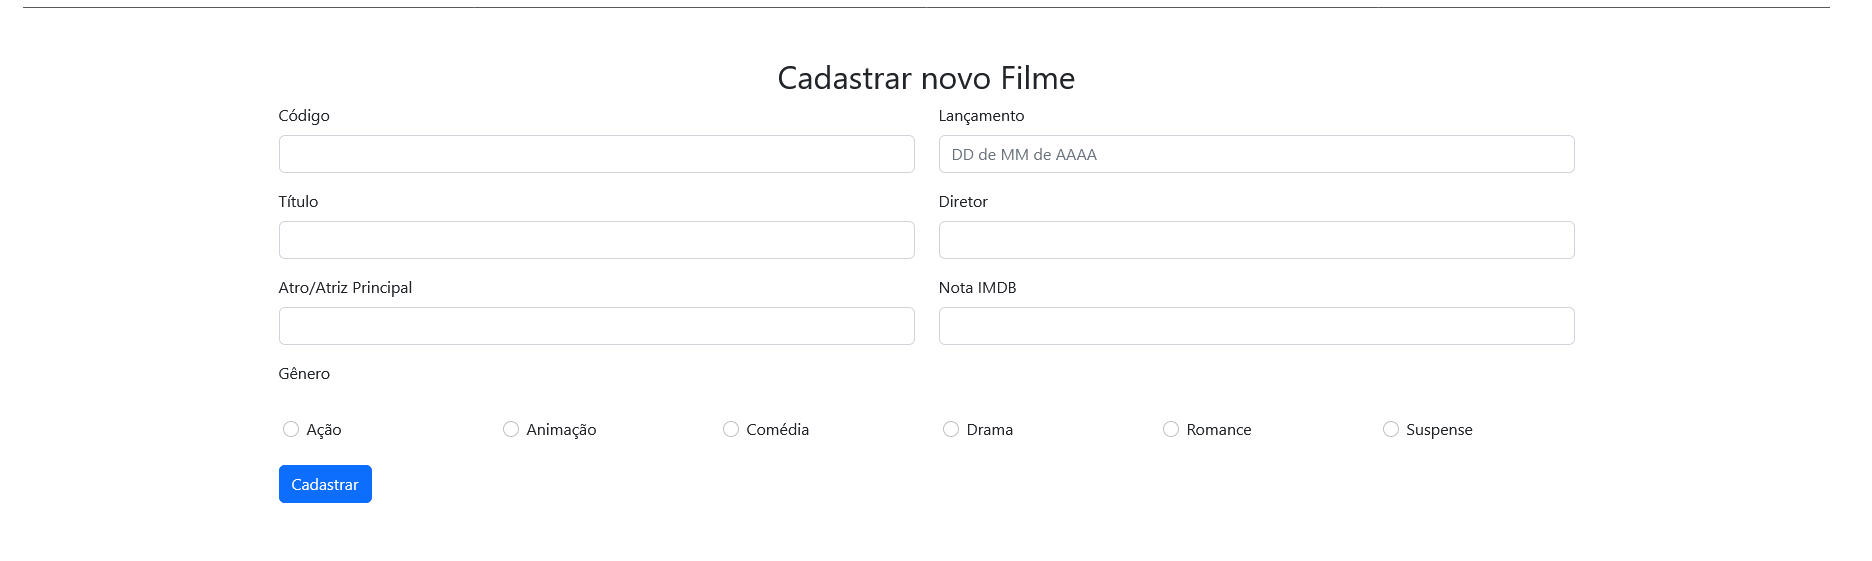 Cadastrar novo Filme
Código
Lançamento
DD de MM de AAAA
Título
Diretor
Atro/Atriz Principal
Nota IMDB
Gênero
Ação Animação Comédia Drama Romance Suspense
Cadastrar